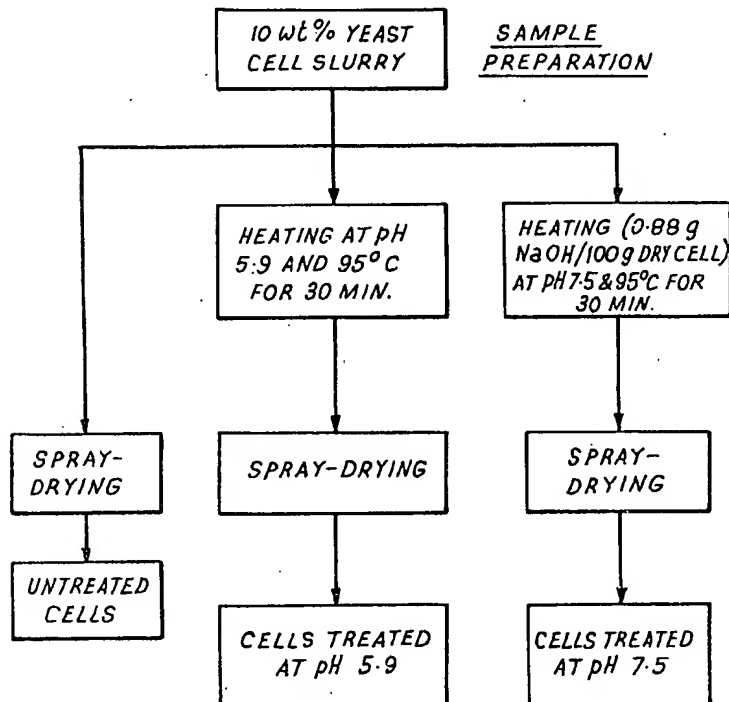 10 wt% YEAST
CELL SLURRY
SAMPLE
PREPARATION
HEATING AT pH
5.9 AND 95°C
FOR 30 MIN.
HEATING (0.88 g
NaOH/100g DRY CELL)
AT pH 7.5 & 95°C FOR
30 MIN.
SPRAY-
DRYING
SPRAY-DRYING
SPRAY-
DRYING
UNTREATED
CELLS
CELLS TREATED
AT pH 5.9
CELLS TREATED
AT pH 7.5